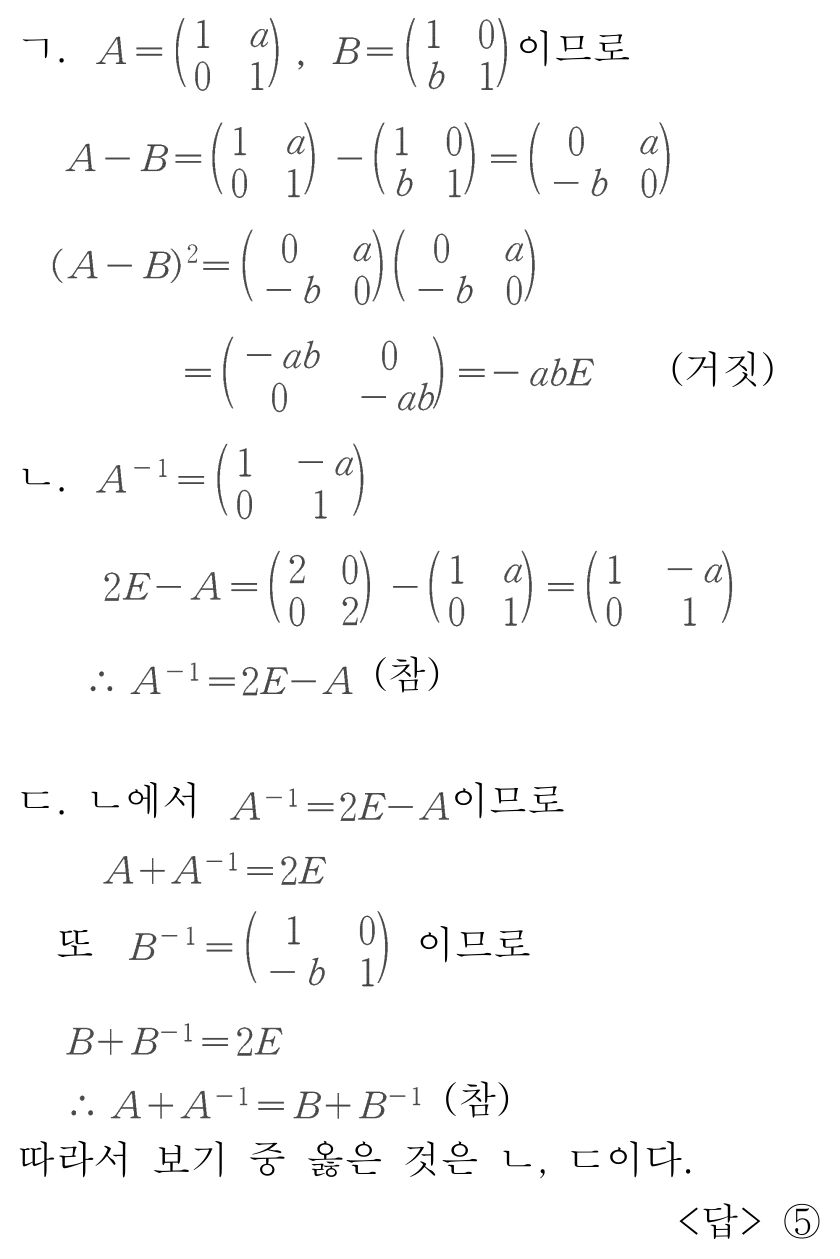 ㄱ. A=(1 a; 0 1), B=(1 0; b 1)이므로
A-B=(1 a; 0 1)-(1 0; b 1)=(0 a; -b 0)
(A-B)²=(0 a; -b 0)(0 a; -b 0)
=(-ab 0; 0 -ab)=-abE (거짓)
ㄴ. A⁻¹=(1 -a; 0 1)
2E-A=(2 0; 0 2)-(1 a; 0 1)=(1 -a; 0 1)
∴ A⁻¹=2E-A (참)
ㄷ. ㄴ에서 A⁻¹=2E-A이므로
A+A⁻¹=2E
또 B⁻¹=(1 0; -b 1) 이므로
B+B⁻¹=2E
∴ A+A⁻¹=B+B⁻¹ (참)
따라서 보기 중 옳은 것은 ㄴ, ㄷ이다.
<답> ⑤